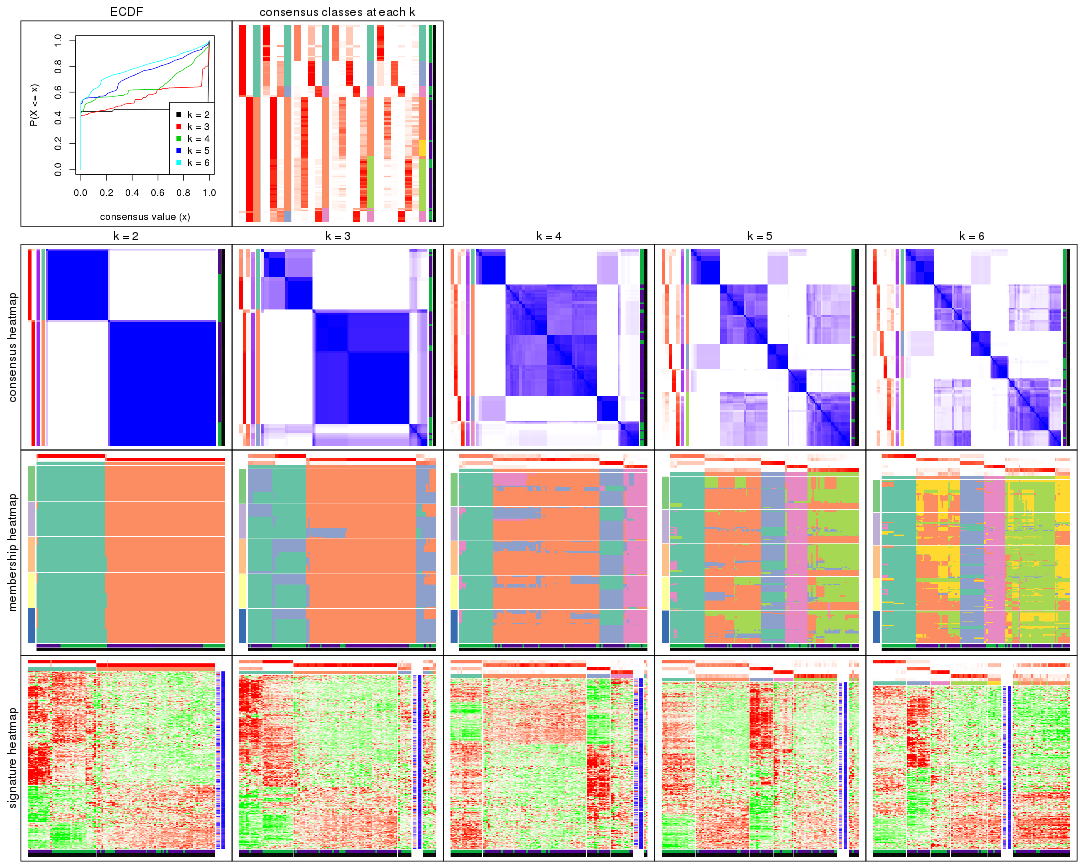 ECDF
consensus classes at each k
P(X <= x)
0.0 0.2 0.4 0.6 0.8 1.0
k = 2
k = 3
k = 4
k = 5
k = 6
0.0 0.2 0.4 0.6 0.8 1.0
consensus value (x)
k = 2 k = 3 k = 4 k = 5 k = 6
consensus heatmap
membership heatmap
signature heatmap